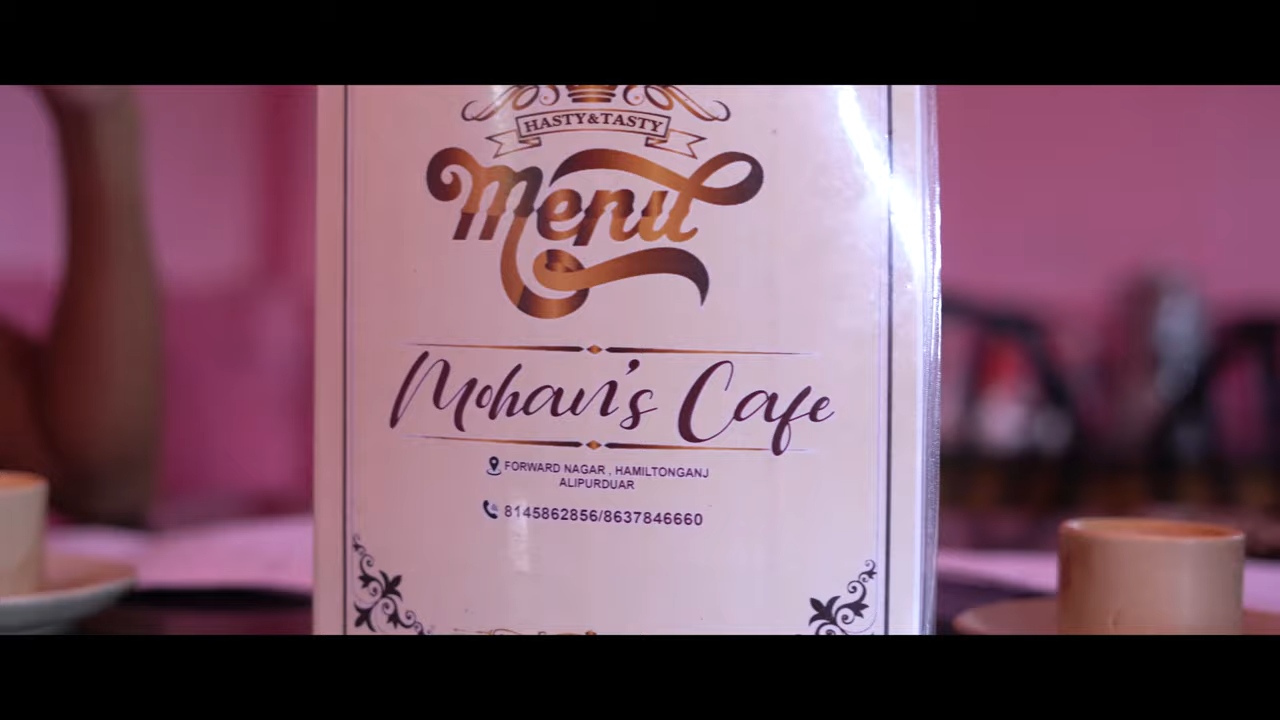 HASTY&TASTY
Menu
Mohan's Cafe
FORWARD NAGAR , HAMILTONGANJ
ALIPURDUAR
8145862856/8637846660